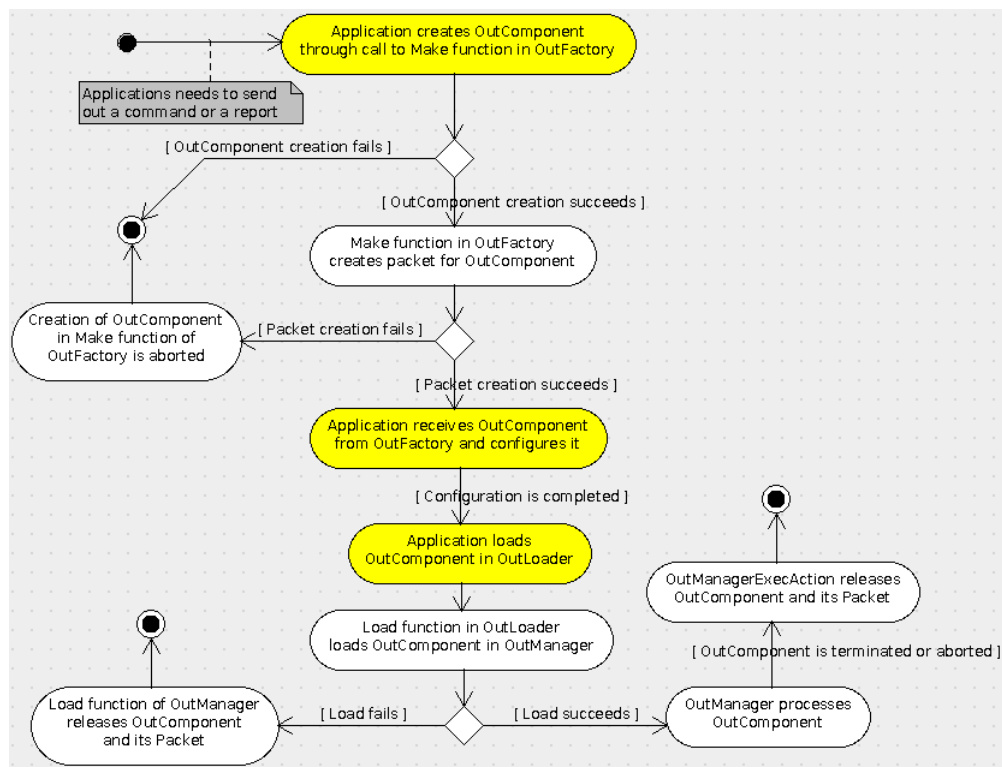 Application creates OutComponent
through call to Make function in OutFactory
Applications needs to send
out a command or a report
[ OutComponent creation fails ]
[ OutComponent creation succeeds ]
Make function in OutFactory
creates packet for OutComponent
Creation of OutComponent
in Make function of
OutFactory is aborted
[ Packet creation fails ]
[ Packet creation succeeds ]
Application receives OutComponent
from OutFactory and configures it
[ Configuration is completed ]
Application loads
OutComponent in OutLoader
OutManagerExecAction releases
OutComponent and its Packet
Load function in OutLoader
loads OutComponent in OutManager
[ OutComponent is terminated or aborted ]
Load function of OutManager
releases OutComponent
and its Packet
[ Load fails ]
[ Load succeeds ]
OutManager processes
OutComponent